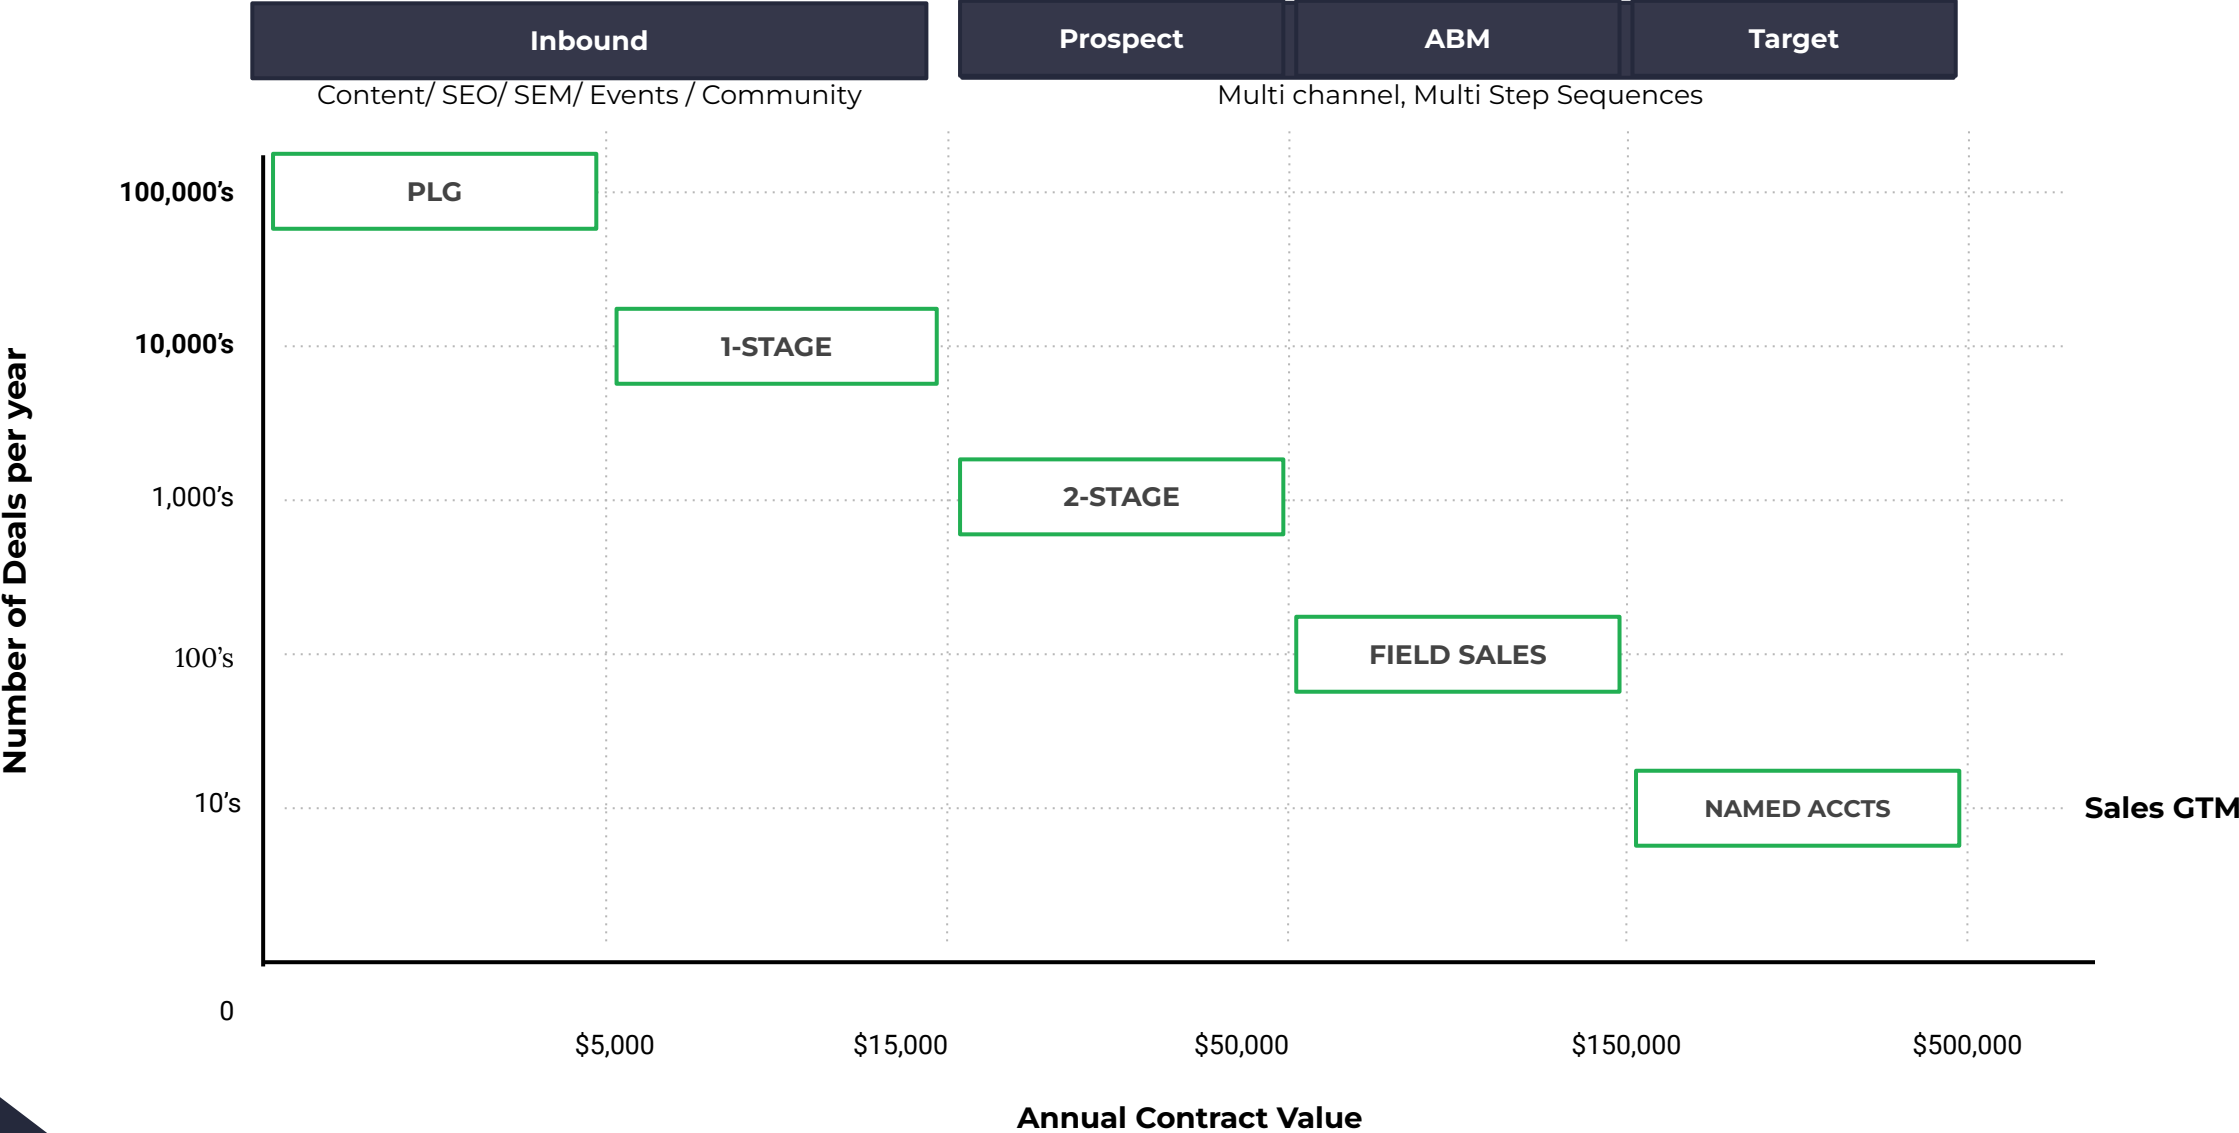 Inbound
Prospect
ABM
Target
Content/ SEO/ SEM/ Events / Community
Multi channel, Multi Step Sequences
Number of Deals per year
100,000’s
PLG
10,000’s
1-STAGE
1,000’s
2-STAGE
100’s
FIELD SALES
10’s
NAMED ACCTS
Sales GTM
0
$5,000
$15,000
$50,000
$150,000
$500,000
Annual Contract Value